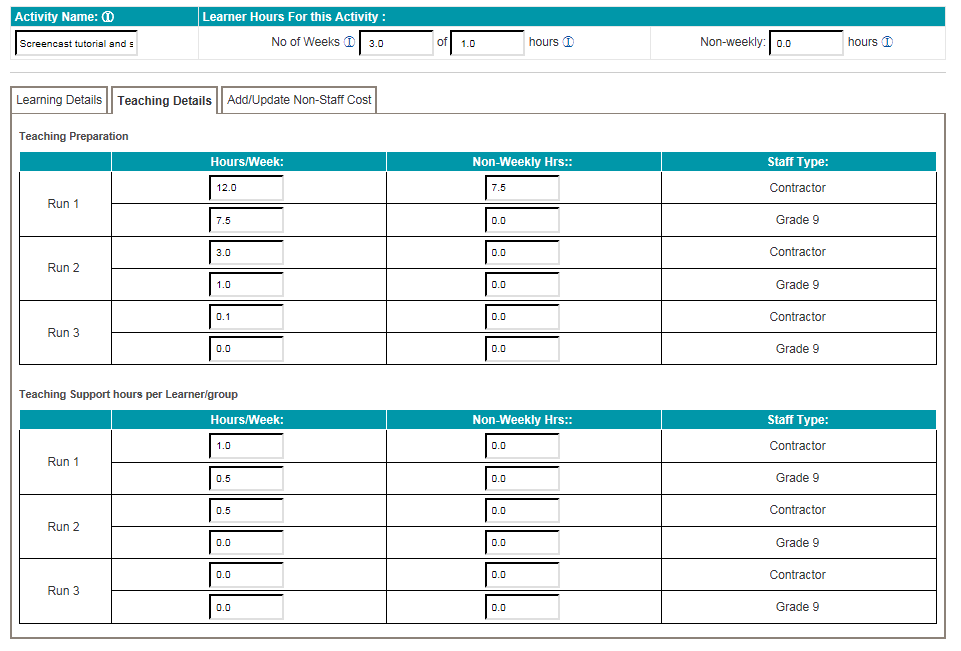 Activity Name: ⓘ Learner Hours For this Activity :
Screencast tutorial and s No of Weeks ⓘ 3.0 of 1.0 hours ⓘ Non-weekly: 0.0 hours ⓘ
Learning Details Teaching Details Add/Update Non-Staff Cost
Teaching Preparation
Hours/Week: Non-Weekly Hrs:: Staff Type:
Run 1
12.0 7.5 Contractor
7.5 0.0 Grade 9
Run 2
3.0 0.0 Contractor
1.0 0.0 Grade 9
Run 3
0.1 0.0 Contractor
0.0 0.0 Grade 9
Teaching Support hours per Learner/group
Hours/Week: Non-Weekly Hrs:: Staff Type:
Run 1
1.0 0.0 Contractor
0.5 0.0 Grade 9
Run 2
0.5 0.0 Contractor
0.0 0.0 Grade 9
Run 3
0.0 0.0 Contractor
0.0 0.0 Grade 9